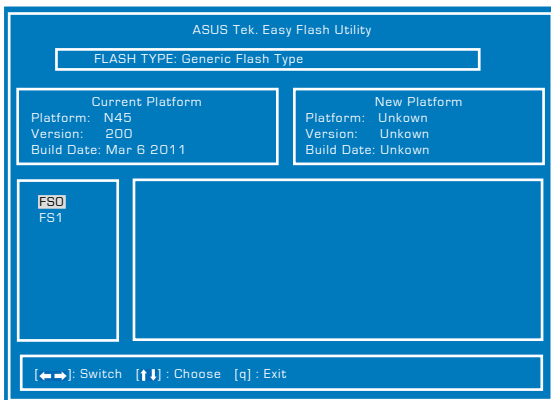 ASUS Tek. Easy Flash Utility
FLASH TYPE: Generic Flash Type
Current Platform
Platform: N45
Version: 200
Build Date: Mar 6 2011
New Platform
Platform: Unkown
Version: Unkown
Build Date: Unkown
FS0
FS1
[←→]: Switch [↑↓] : Choose [q] : Exit